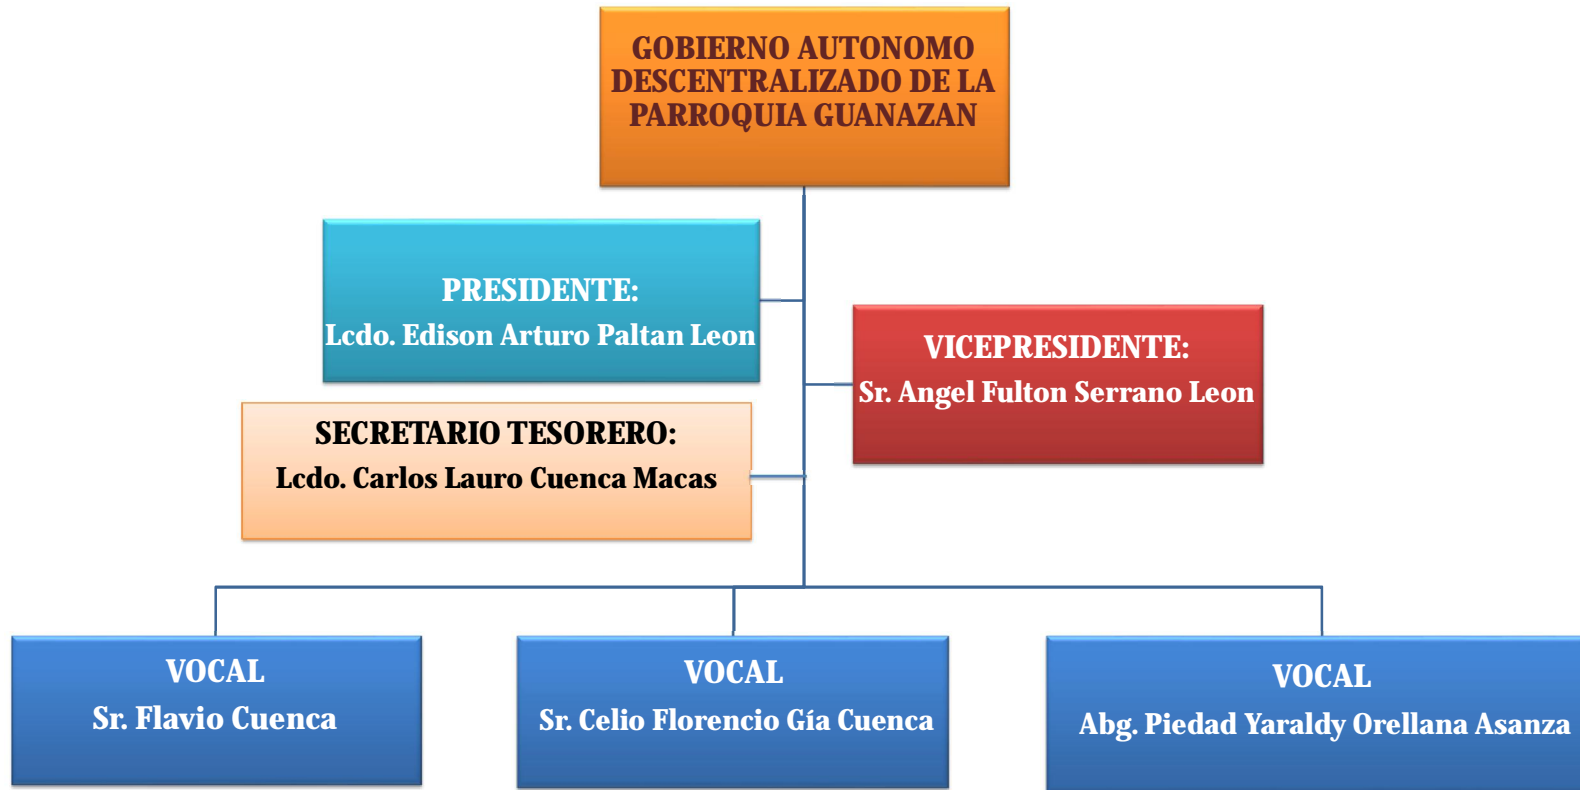 GOBIERNO AUTONOMO
DESCENTRALIZADO DE LA
PARROQUIA GUANAZAN
PRESIDENTE:
Lcdo. Edison Arturo Paltan Leon
VICEPRESIDENTE:
Sr. Angel Fulton Serrano Leon
SECRETARIO TESORERO:
Lcdo. Carlos Lauro Cuenca Macas
VOCAL
Sr. Flavio Cuenca
VOCAL
Sr. Celio Florencio Gía Cuenca
VOCAL
Abg. Piedad Yaraldy Orellana Asanza